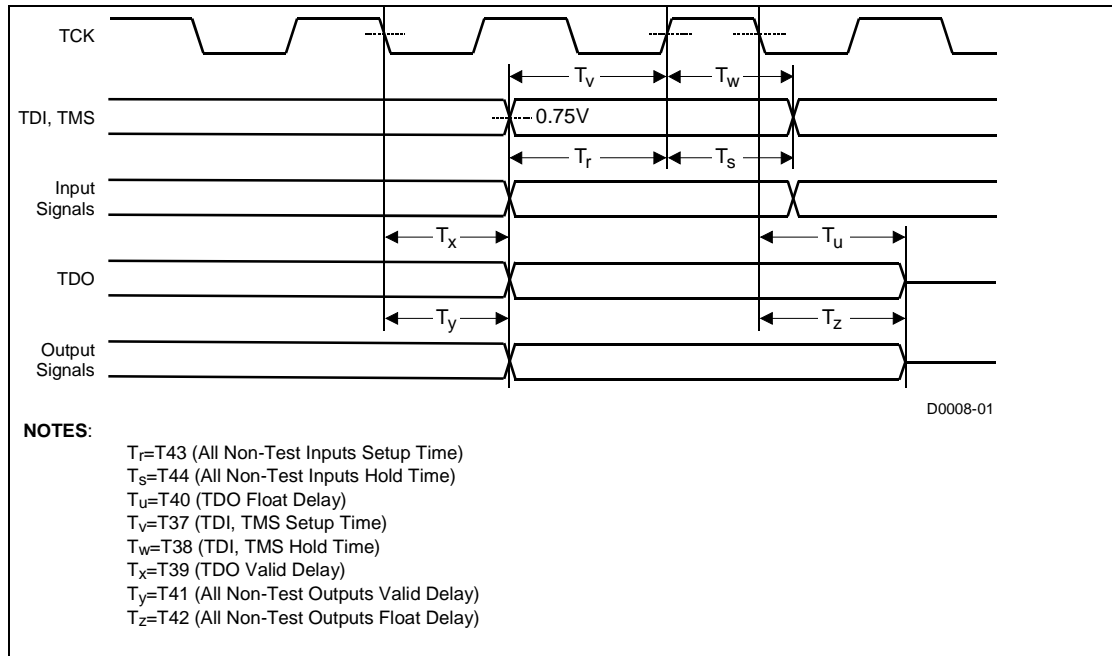 TCK
Tv
Tw
TDI, TMS
0.75V
Tr
Ts
Input
Signals
Tx
Tu
TDO
Ty
Tz
Output
Signals
D0008-01
NOTES:
Tr=T43 (All Non-Test Inputs Setup Time)
Ts=T44 (All Non-Test Inputs Hold Time)
Tu=T40 (TDO Float Delay)
Tv=T37 (TDI, TMS Setup Time)
Tw=T38 (TDI, TMS Hold Time)
Tx=T39 (TDO Valid Delay)
Ty=T41 (All Non-Test Outputs Valid Delay)
Tz=T42 (All Non-Test Outputs Float Delay)